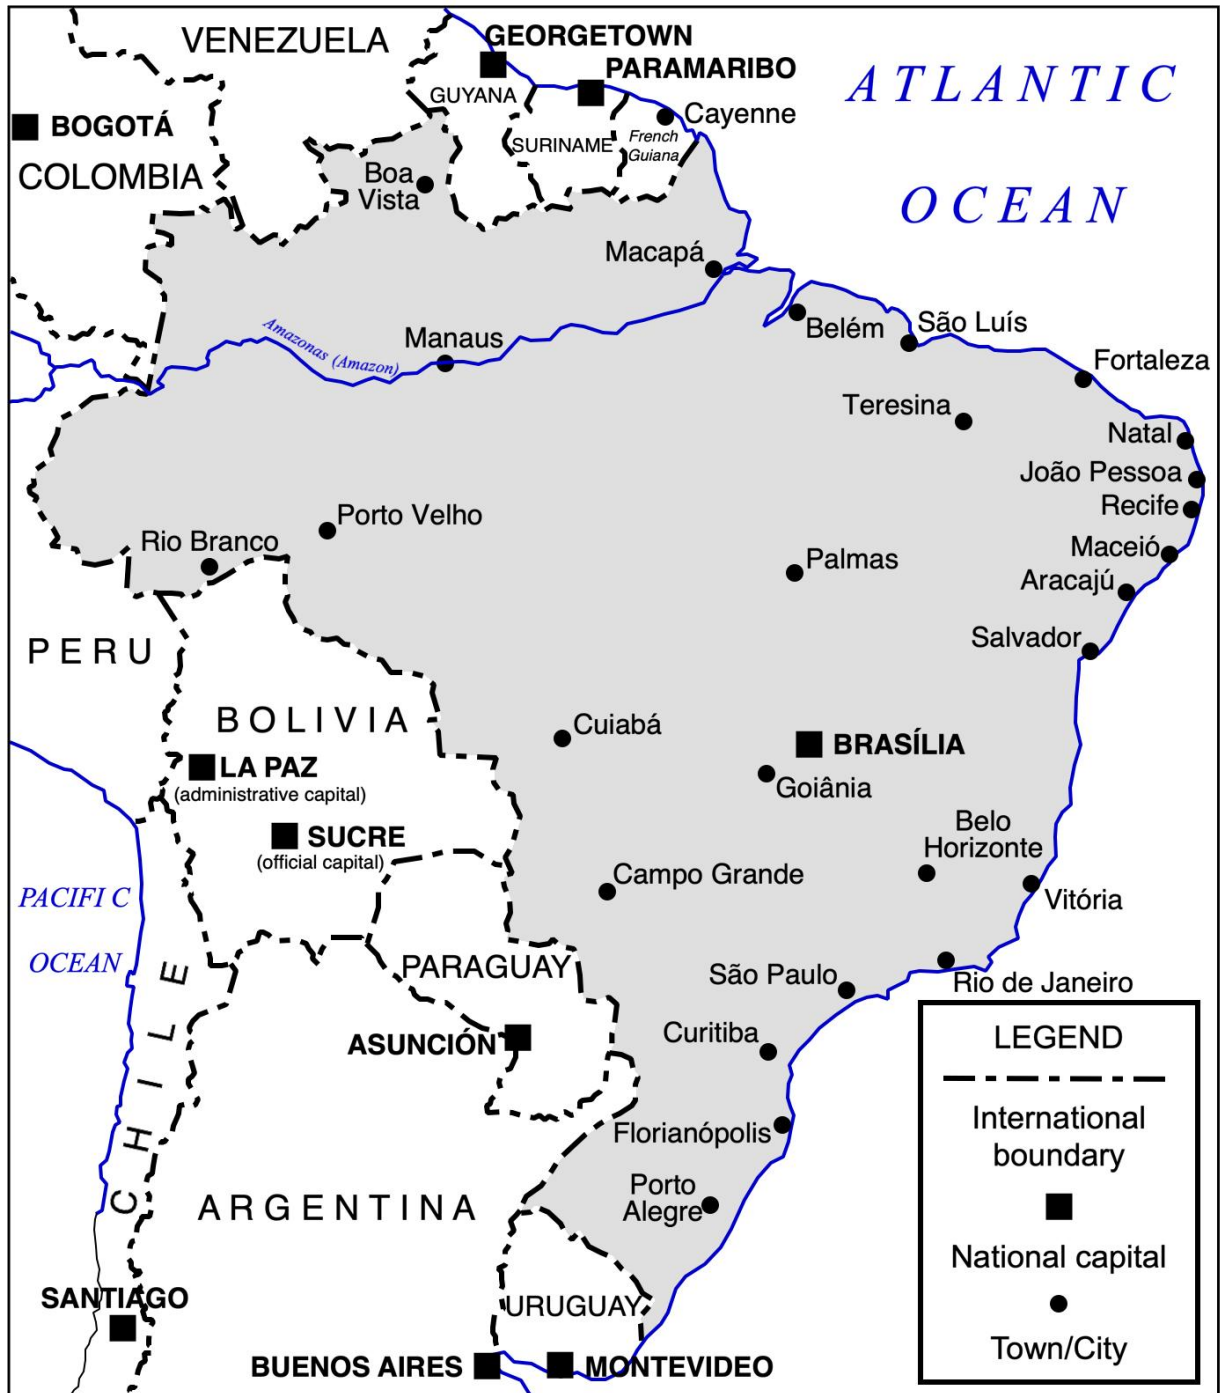 VENEZUELA
GEORGETOWN
PARAMARIBO
ATLANTIC
OCEAN
GUYANA
BOGOTÁ
COLOMBIA
SURINAME
French
Guiana
Cayenne
Boa
Vista
Macapá
Amazonas (Amazon)
Manaus
Belém
São Luís
Fortaleza
Teresina
Natal
João Pessoa
Recife
Maceió
Aracajú
Salvador
Porto Velho
Rio Branco
Palmas
PERU
BOLIVIA
Cuiabá
BRASÍLIA
Goiânia
LA PAZ
(administrative capital)
SUCRE
(official capital)
Belo
Horizonte
Campo Grande
Vitória
PACIFI C
OCEAN
CHILE
PARAGUAY
São Paulo
Rio de Janeiro
ASUNCIÓN
Curitiba
Florianópolis
Porto
Alegre
ARGENTINA
SANTIAGO
URUGUAY
BUENOS AIRES
MONTEVIDEO
LEGEND
International
boundary
National capital
Town/City